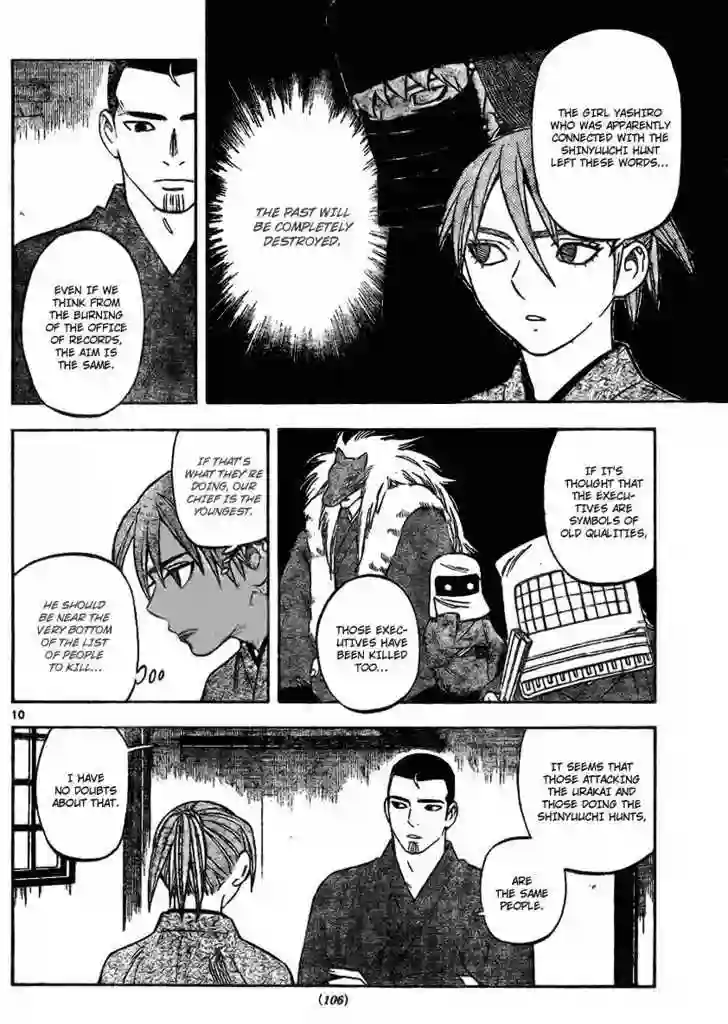 THE GIRL YASHIRO
WHO WAS APPARENTLY
CONNECTED WITH THE
SHINYUUCHI HUNT
LEFT THESE WORDS...
THE PAST WILL
BE COMPLETELY
DESTROYED.
EVEN IF WE
THINK FROM
THE BURNING
OF THE OFFICE
OF RECORDS,
THE AIM IS
THE SAME.
IF IT'S
THOUGHT THAT
THE EXECU-
TIVES ARE
SYMBOLS OF
OLD QUALITIES,
THOSE EXEC-
UTIVES HAVE
BEEN KILLED
TOO...
IF THAT'S
WHAT THEY'RE
DOING, OUR
CHIEF IS THE
YOUNGEST.
HE SHOULD
BE NEAR THE
VERY BOTTOM
OF THE LIST
OF PEOPLE
TO KILL...
10
IT SEEMS THAT
THOSE ATTACKING
THE URAKAI AND
THOSE DOING THE
SHINYUUCHI HUNTS,
ARE
THE SAME
PEOPLE.
I HAVE
NO DOUBTS
ABOUT THAT.
(106)